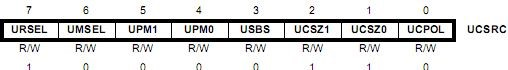 7 6 5 4 3 2 1 0
URSEL UMSEL UPM1 UPM0 USBS UCSZ1 UCSZ0 UCPOL UCSRC
R/W R/W R/W R/W R/W R/W R/W R/W
1 0 0 0 0 1 1 0